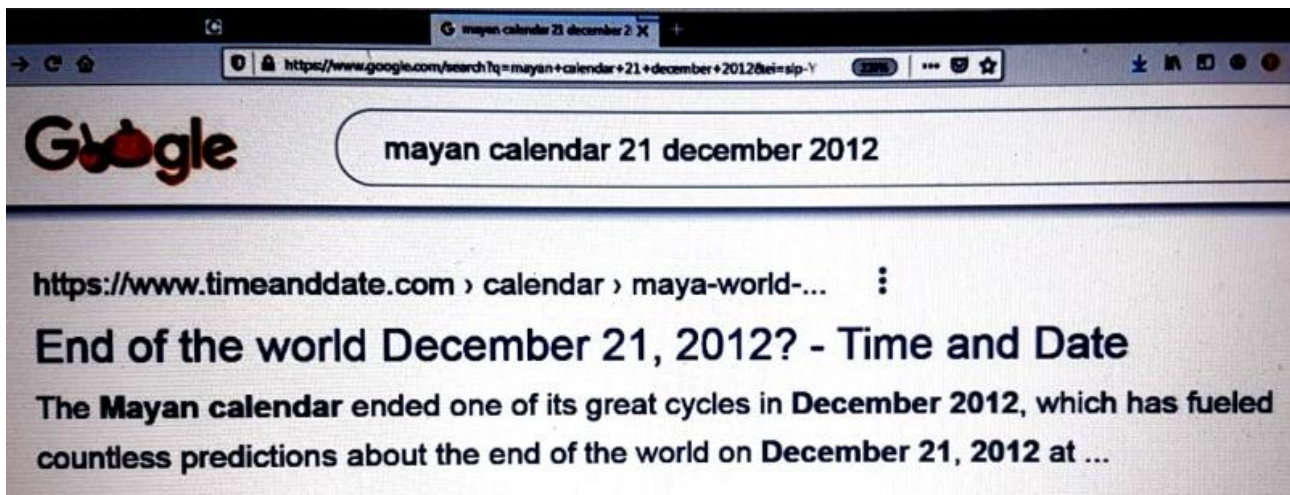 mayan calendar 21 december 2
https://www.google.com/search?q=mayan+calendar+21+december+2012&ei=slp-Y
Google
mayan calendar 21 december 2012
https://www.timeanddate.com › calendar › maya-world-...
End of the world December 21, 2012? - Time and Date
The Mayan calendar ended one of its great cycles in December 2012, which has fueled
countless predictions about the end of the world on December 21, 2012 at ...